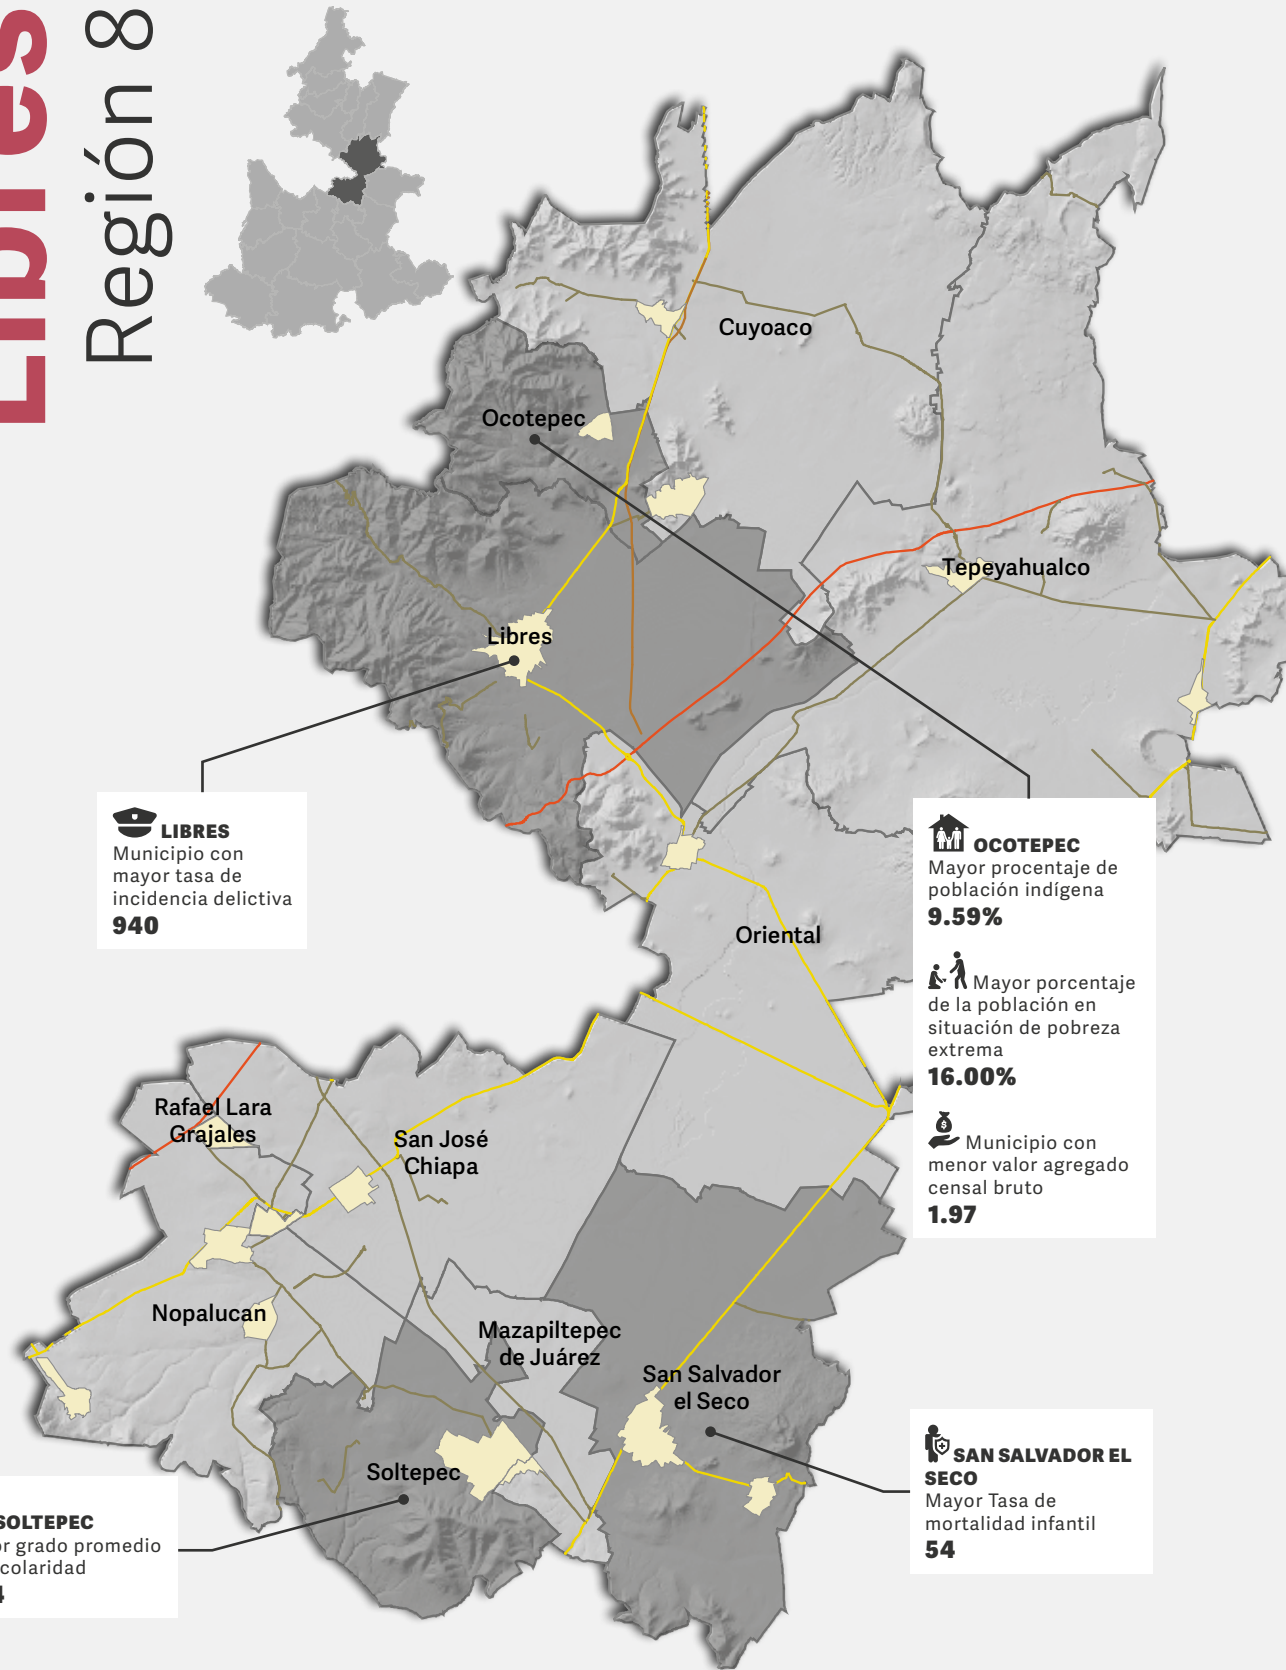 Libres
Región 8
Cuyoaco
Ocotepec
Tepeyahualco
Libres
LIBRES
Municipio con
mayor tasa de
incidencia delictiva
940
OCOTEPEC
Mayor procentaje de
población indígena
9.59%
Mayor porcentaje
de la población en
situación de pobreza
extrema
16.00%
Municipio con
menor valor agregado
censal bruto
1.97
Oriental
Rafael Lara
Grajales
San José
Chiapa
Nopalucan
Mazapiltepec
de Juárez
San Salvador
el Seco
Soltepec
SOLTEPEC
grado promedio
SAN SALVADOR EL
SECO
Mayor Tasa de
mortalidad infantil
54